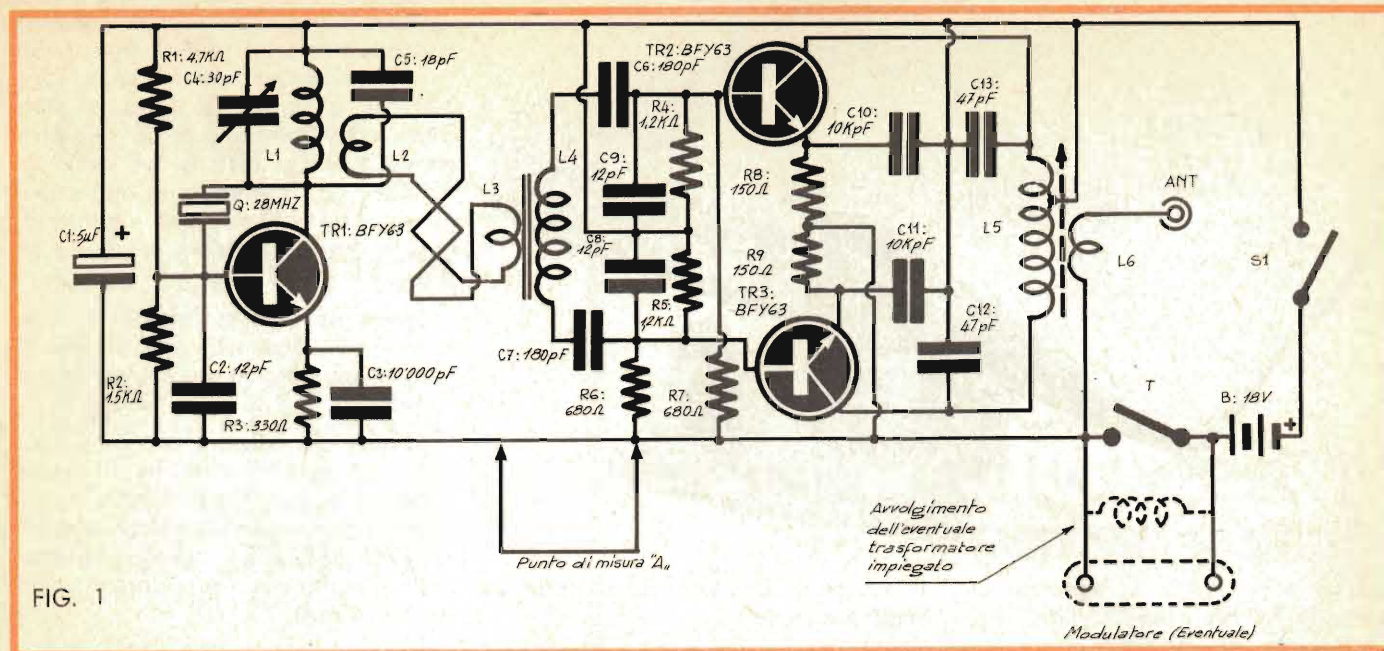 R1: 4.7KΩ
C4: 30pF
C5: 18pF
L1
L2
Q: 28MHZ
C1: 5µF
+
TR1: BFY63
R2:
1.5KΩ
C2: 12pF
R3: 330Ω
C3: 10'000pF
L3
L4
C6: 180pF
TR2: BFY63
R4:
1,2KΩ
C9:
12pF
C8:
12pF
R5:
1,2KΩ
C7: 180pF
R6:
680Ω
R7:
680Ω
R8:
150Ω
R9
150Ω
TR3:
BFY63
C10:
10KpF
C13:
47pF
C11:
10KpF
C12:
47pF
L5
ANT
L6
S1
T
B: 18V
+
Punto di misura "A„
Avvolgimento
dell'eventuale
trasformatore
impiegato
Modulatore (Eventuale)
FIG. 1